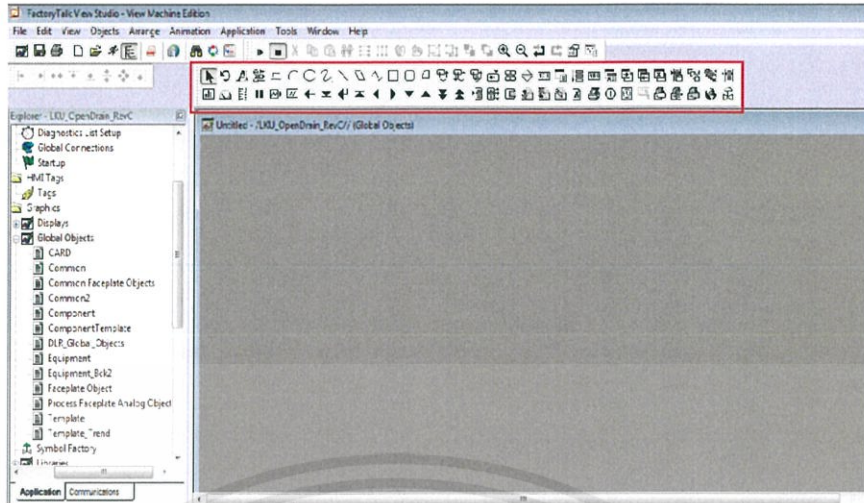 FactoryTalk View Studio - View Machine Edition
File Edit View Objects Arrange Animation Application Tools Window Help
Explorer - LKU_OpenDrain_RevC
Untitled - /LKU_OpenDrain_RevC// (Global Objects)
Diagnostics List Setup
Global Connections
Startup
HMI Tags
Tags
Graphics
Displays
Global Objects
CARD
Common
Common Faceplate Objects
Common2
Component
ComponentTemplate
DLR_Global_Objects
Equipment
Equipment_Bck2
Faceplate Object
Process Faceplate Analog Object
Template
Template_Trend
Symbol Factory
Libraries
Application Communications